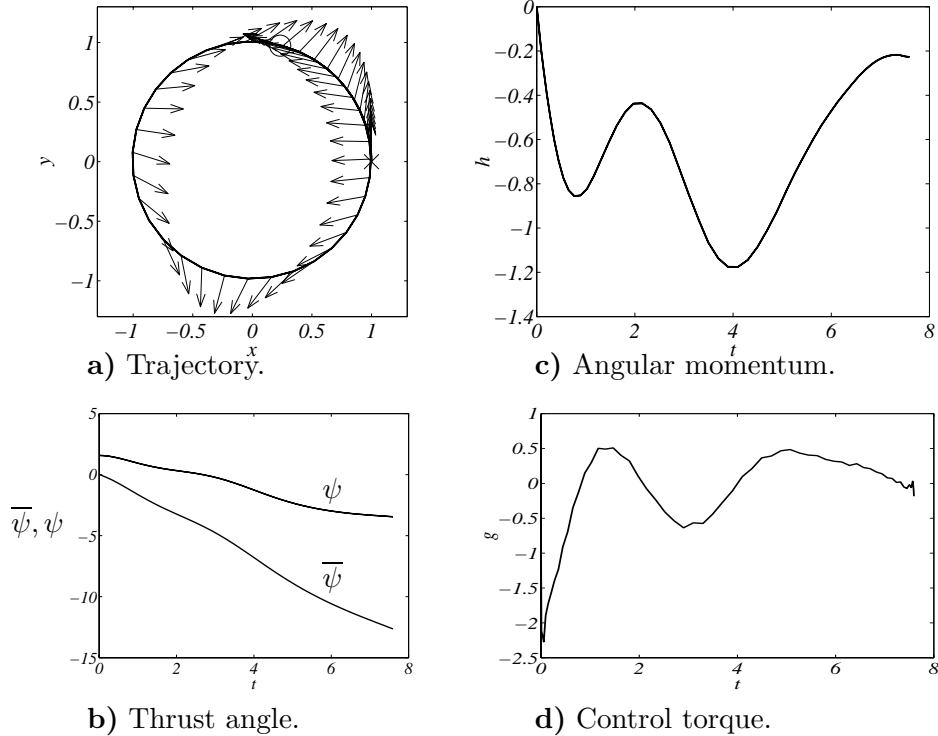 1
0.5
0
−0.5
−1
y
−1 −0.5 0 0.5 1
x
a) Trajectory.
0
−0.2
−0.4
−0.6
−0.8
−1
−1.2
−1.4
h
0 2 4 6 8
t
c) Angular momentum.
5
0
−5
−10
−15
ψ̅, ψ
ψ
ψ̅
0 2 4 6 8
t
b) Thrust angle.
1
0.5
0
−0.5
−1
−1.5
−2
−2.5
g
0 2 4 6 8
t
d) Control torque.